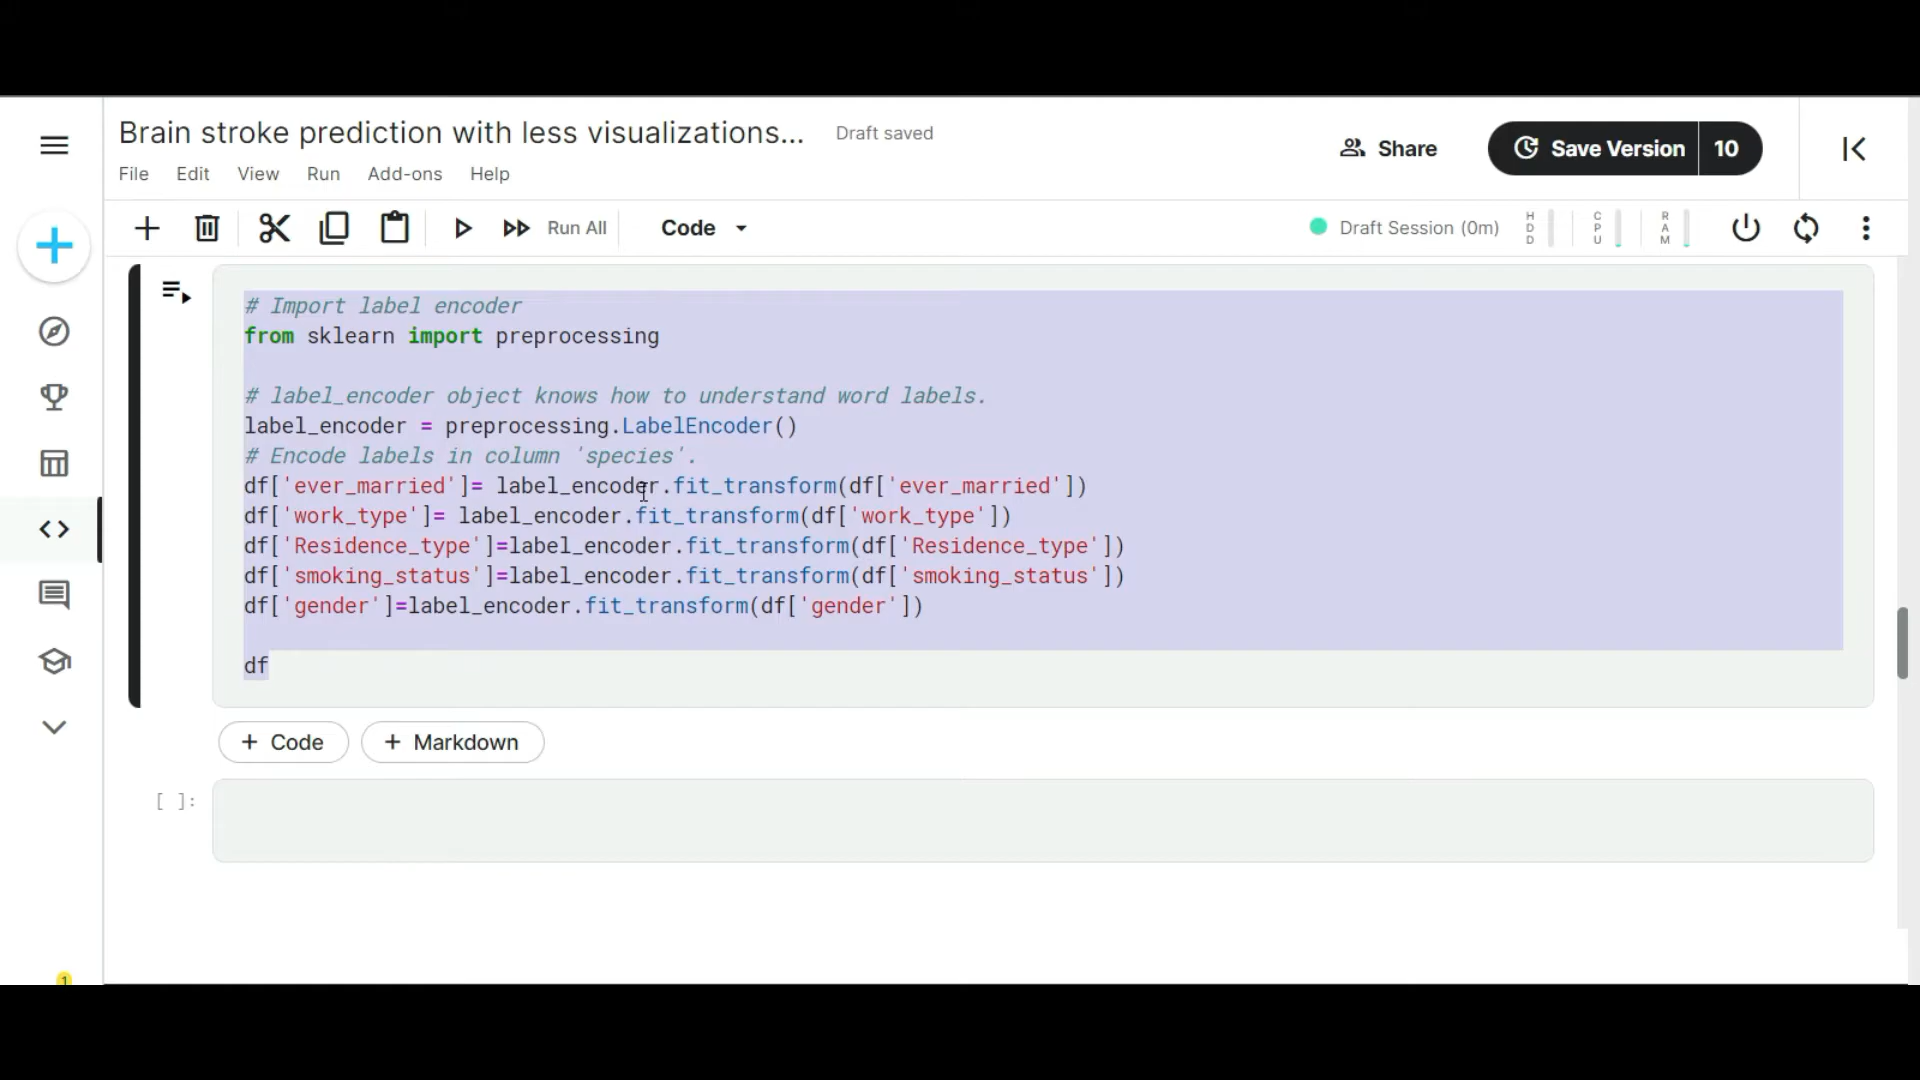 Brain stroke prediction with less visualizations...
Draft saved
File Edit View Run Add-ons Help
Share
Save Version 10
Run All
Code
Draft Session (0m)
HDD
CPU
RAM
# Import label encoder
from sklearn import preprocessing
# label_encoder object knows how to understand word labels.
label_encoder = preprocessing.LabelEncoder()
# Encode labels in column 'species'.
df['ever_married']= label_encoder.fit_transform(df['ever_married'])
df['work_type']= label_encoder.fit_transform(df['work_type'])
df['Residence_type']=label_encoder.fit_transform(df['Residence_type'])
df['smoking_status']=label_encoder.fit_transform(df['smoking_status'])
df['gender']=label_encoder.fit_transform(df['gender'])
df
+ Code
+ Markdown
[ ]:
1